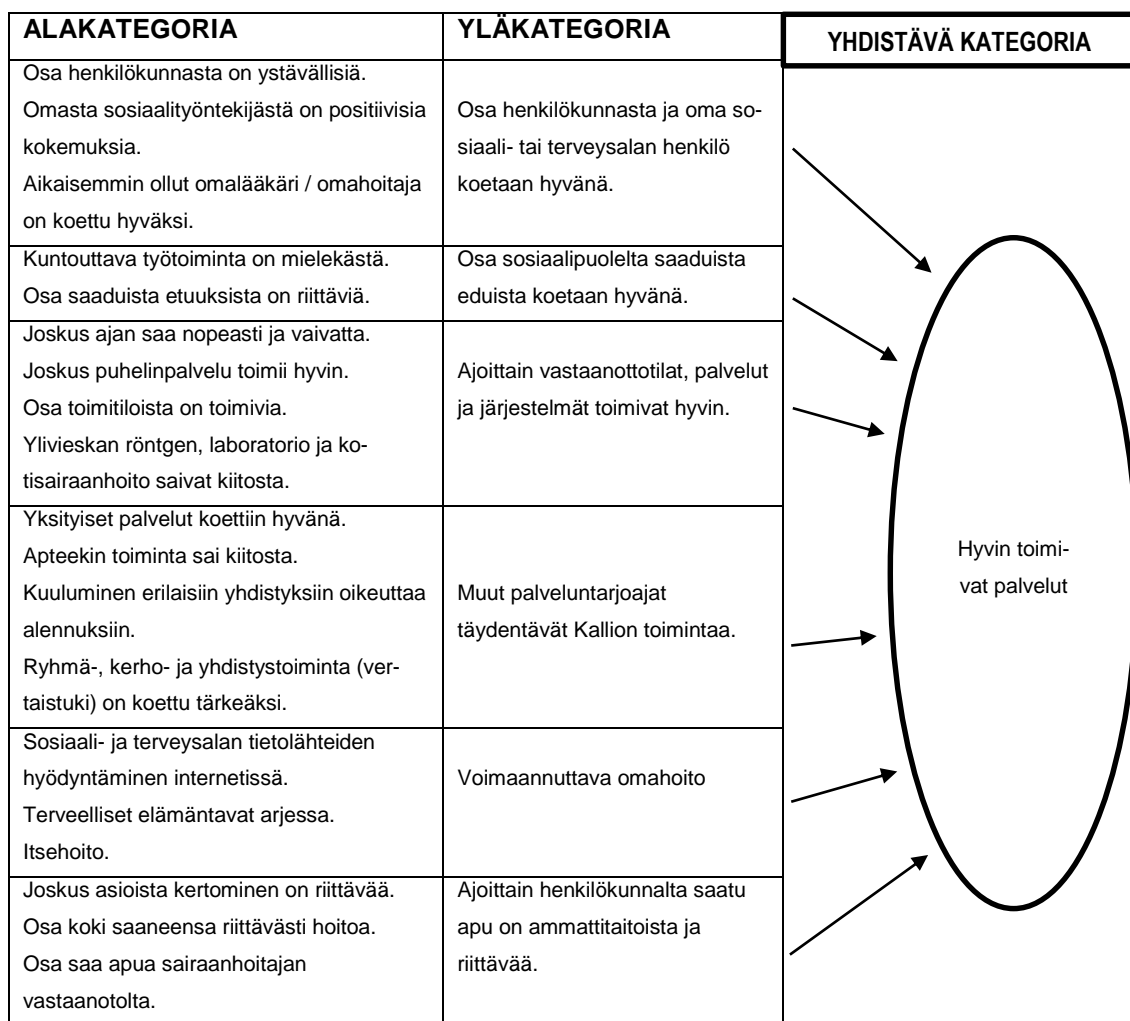 ALAKATEGORIA
YLÄKATEGORIA
YHDISTÄVÄ KATEGORIA
Osa henkilökunnasta on ystävällisiä.
Omasta sosiaalityöntekijästä on positiivisia
kokemuksia.
Aikaisemmin ollut omalääkäri / omahoitaja
on koettu hyväksi.
Osa henkilökunnasta ja oma so-
siaali- tai terveysalan henkilö
koetaan hyvänä.
Kuntouttava työtoiminta on mielekästä.
Osa saaduista etuuksista on riittäviä.
Osa sosiaalipuolelta saaduista
eduista koetaan hyvänä.
Joskus ajan saa nopeasti ja vaivatta.
Joskus puhelinpalvelu toimii hyvin.
Osa toimitiloista on toimivia.
Ylivieskan röntgen, laboratorio ja ko-
tisairaanhoito saivat kiitosta.
Ajoittain vastaanottotilat, palvelut
ja järjestelmät toimivat hyvin.
Yksityiset palvelut koettiin hyvänä.
Apteekin toiminta sai kiitosta.
Kuuluminen erilaisiin yhdistyksiin oikeuttaa
alennuksiin.
Ryhmä-, kerho- ja yhdistystoiminta (ver-
taistuki) on koettu tärkeäksi.
Muut palveluntarjoajat
täydentävät Kallion toimintaa.
Sosiaali- ja terveysalan tietolähteiden
hyödyntäminen internetissä.
Terveelliset elämäntavat arjessa.
Itsehoito.
Voimaannuttava omahoito
Joskus asioista kertominen on riittävää.
Osa koki saaneensa riittävästi hoitoa.
Osa saa apua sairaanhoitajan
vastaanotolta.
Ajoittain henkilökunnalta saatu
apu on ammattitaitoista ja
riittävää.
Hyvin toimi-
vat palvelut